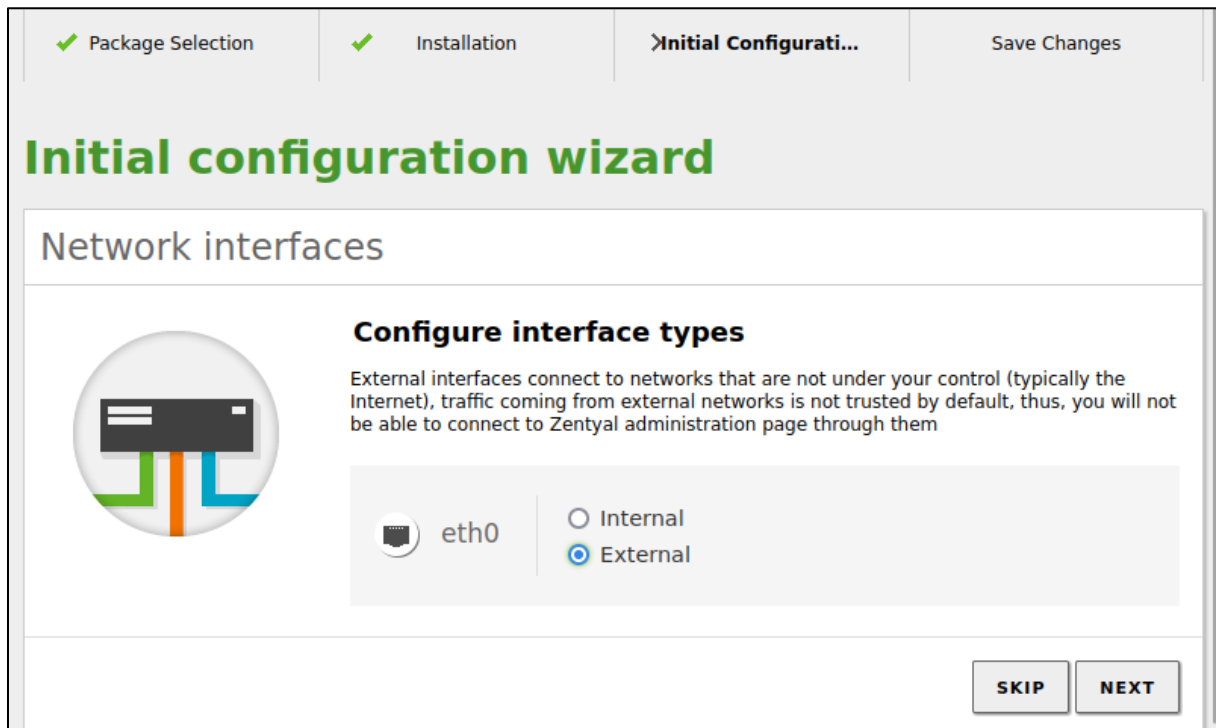 Package Selection
Installation
Initial Configurati...
Save Changes
Initial configuration wizard
Network interfaces
Configure interface types
External interfaces connect to networks that are not under your control (typically the
Internet), traffic coming from external networks is not trusted by default, thus, you will not
be able to connect to Zentyal administration page through them
eth0
Internal
External
SKIP
NEXT